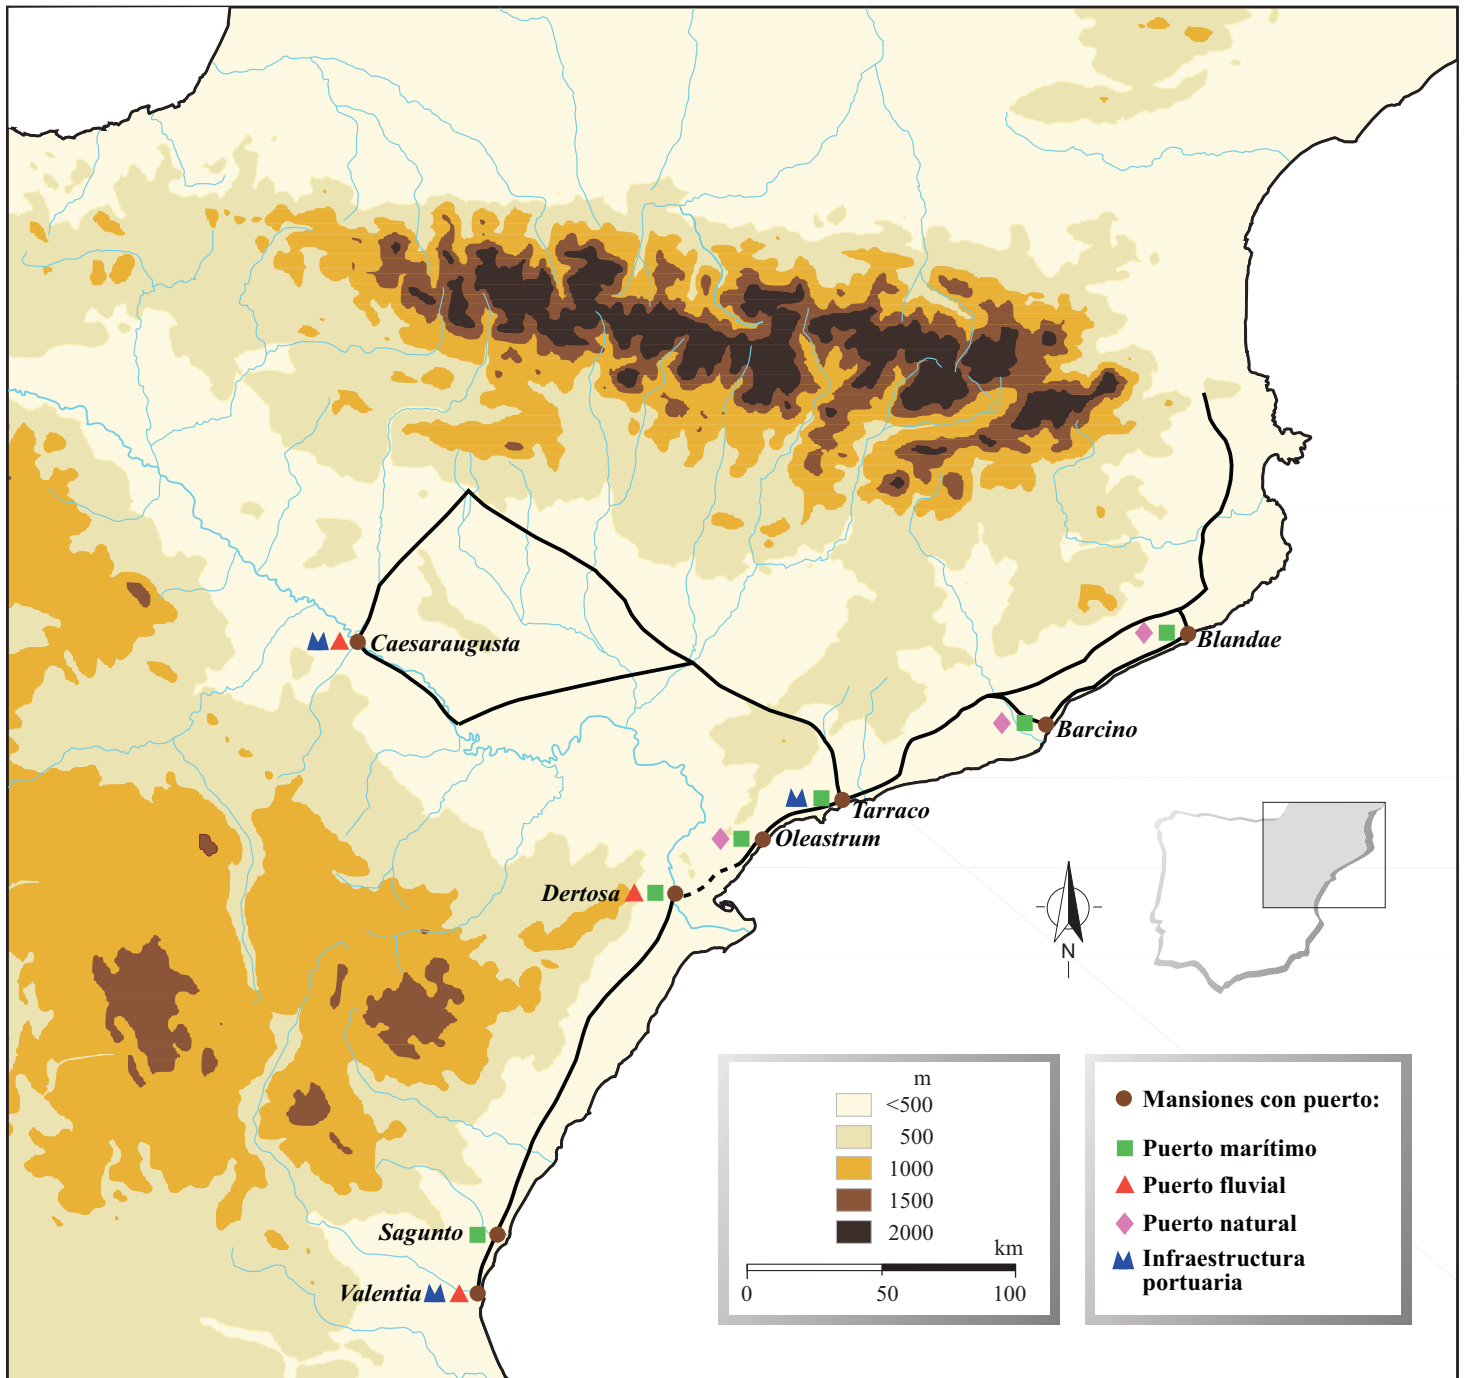 Caesaraugusta
Blandae
Barcino
Tarraco
Oleastrum
Dertosa
Sagunto
Valentia
N
m
<500
500
1000
1500
2000
km
0 50 100
Mansiones con puerto:
Puerto marítimo
Puerto fluvial
Puerto natural
Infraestructura
portuaria